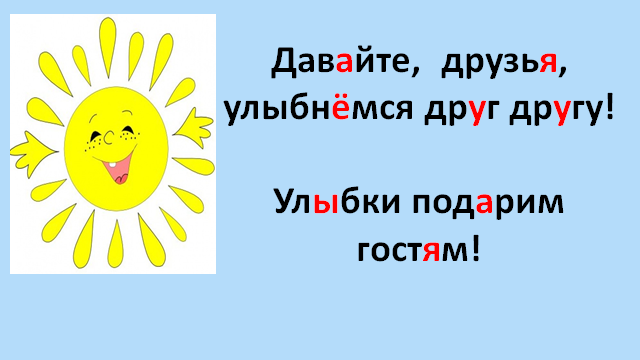 Давайте, друзья,
улыбнёмся друг другу!
Улыбки подарим
гостям!